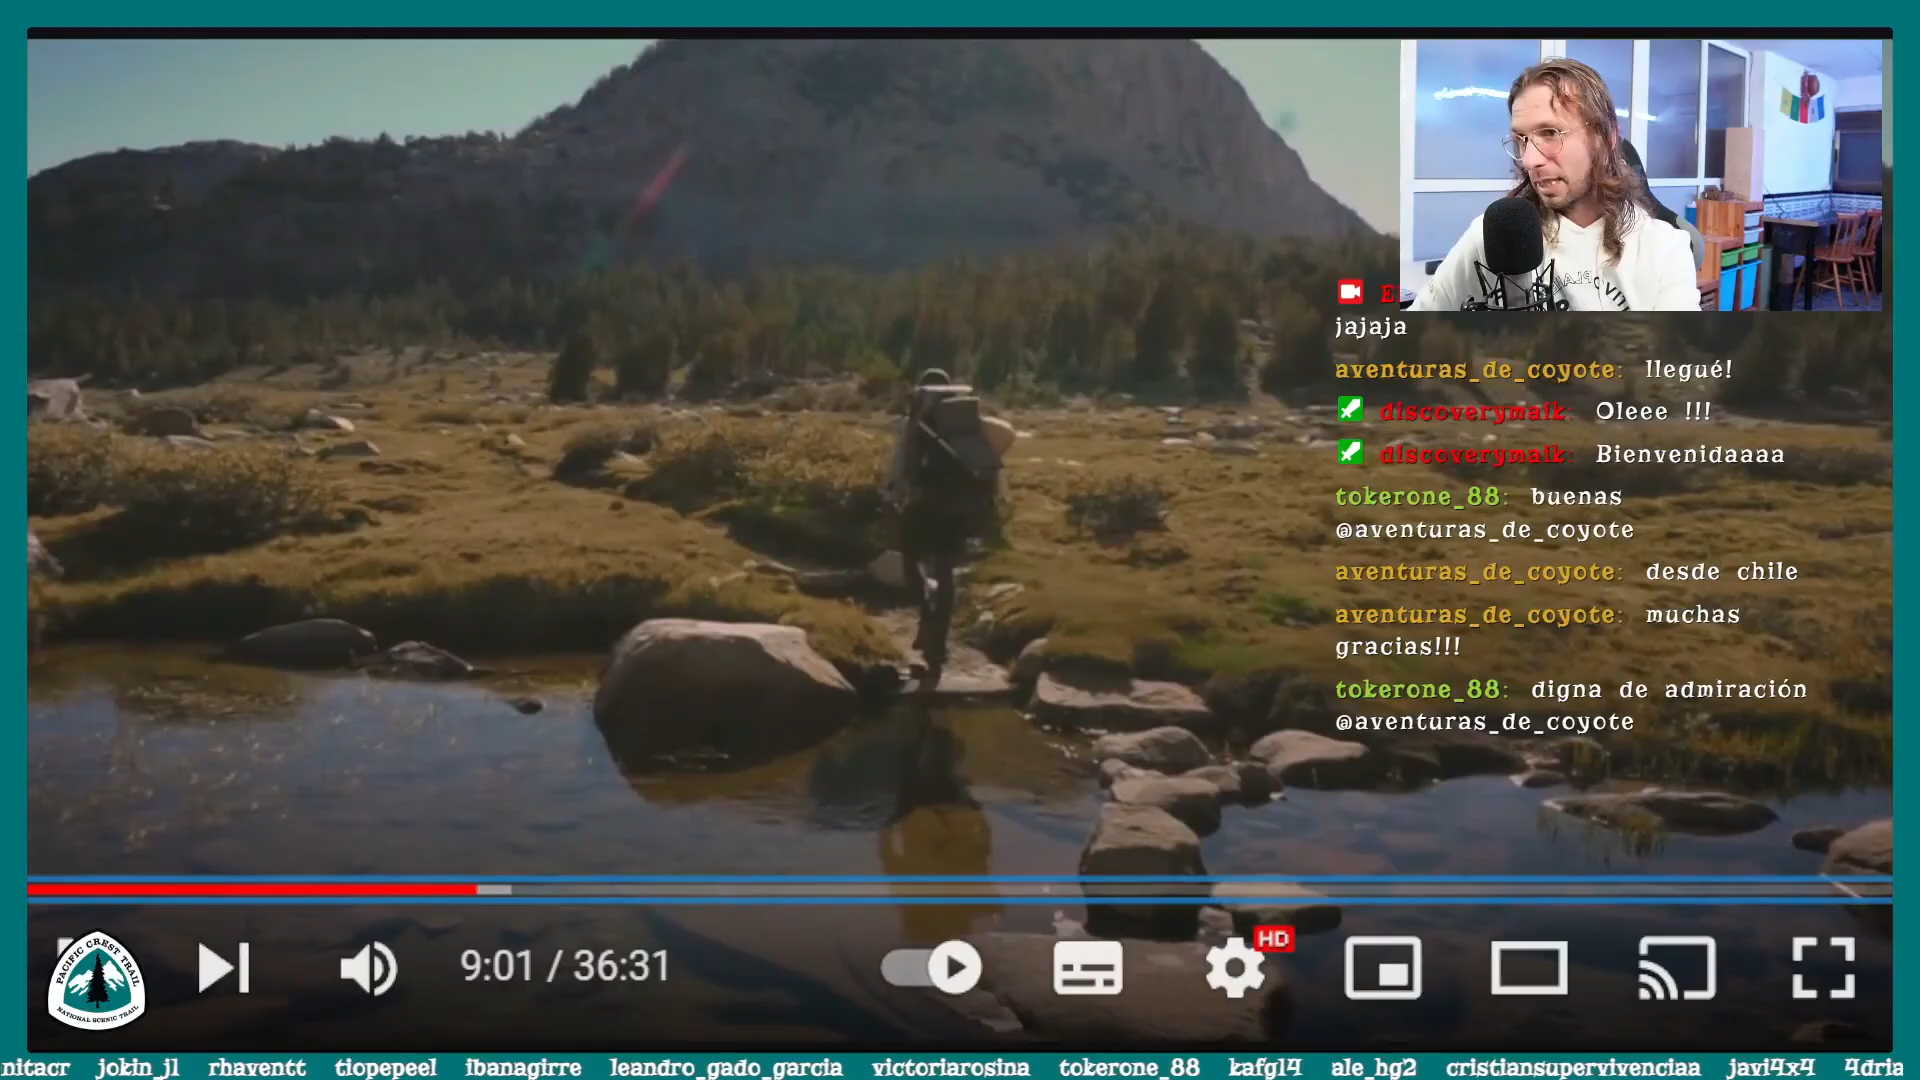 jajaja
aventuras_de_coyote: llegué!
discoverymaik: Oleee !!!
discoverymaik: Bienvenidaaaa
tokerone_88: buenas
@aventuras_de_coyote
aventuras_de_coyote: desde chile
aventuras_de_coyote: muchas
gracias!!!
tokerone_88: digna de admiración
@aventuras_de_coyote
HD
9:01 / 36:31
PACIFIC CREST TRAIL
NATIONAL SCENIC TRAIL
nitacr jokin_jl rhaventt tiopepeel ibanagirre leandro_gado_garcia victoriarosina tokerone_88 kafgl4 ale_hg2 cristiansupervivenciaa javi4x4 4dria